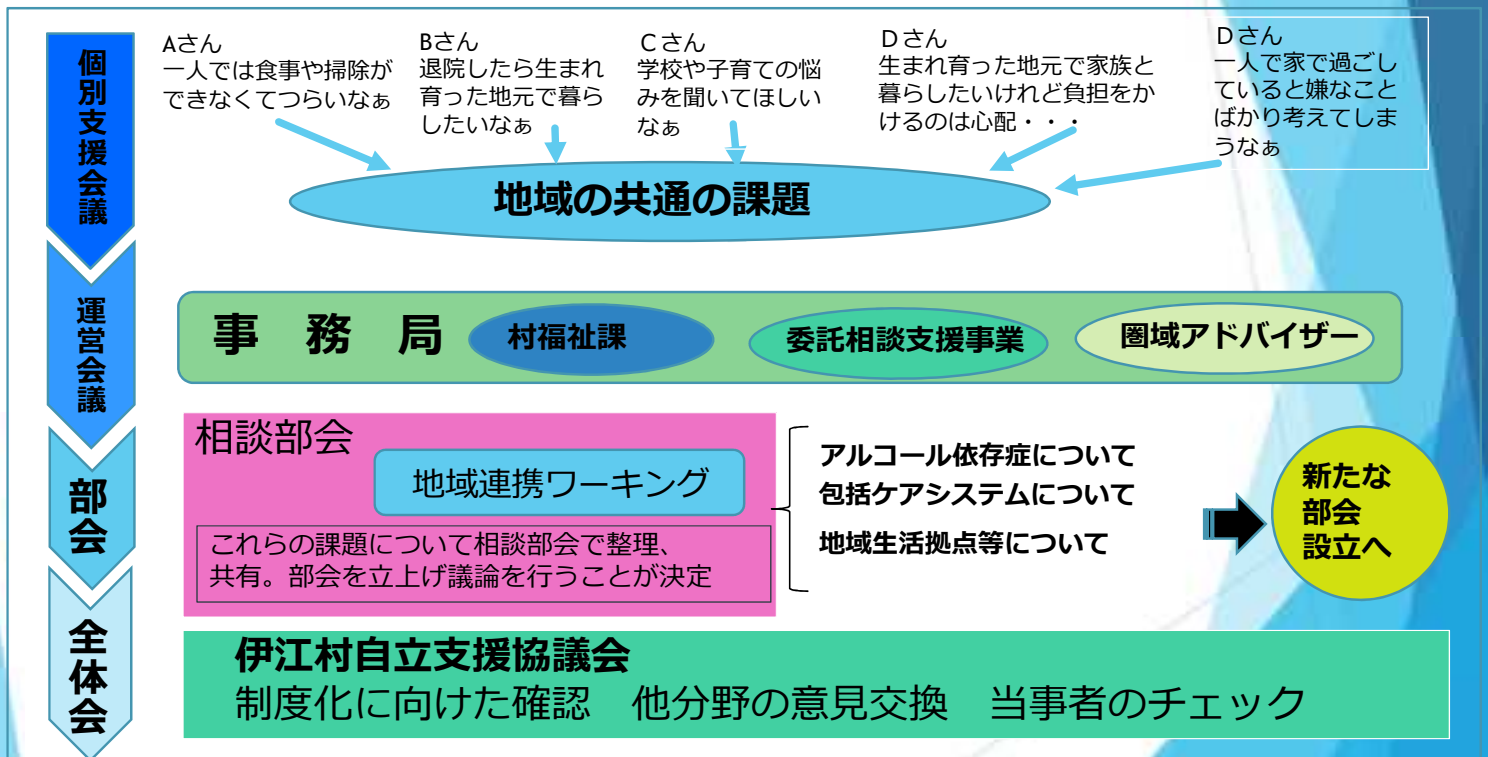 個別支援会議
Aさん
一人では食事や掃除が
できなくてつらいなぁ
Bさん
退院したら生まれ
育った地元で暮ら
したいなぁ
Ｃさん
学校や子育ての悩
みを聞いてほしい
なぁ
Ｄさん
生まれ育った地元で家族と
暮らしたいけれど負担をか
けるのは心配・・・
Ｄさん
一人で家で過ごし
ていると嫌なこと
ばかり考えてしま
うなぁ
地域の共通の課題
運営会議
事　務　局
村福祉課
委託相談支援事業
圏域アドバイザー
部会
相談部会
地域連携ワーキング
これらの課題について相談部会で整理、
共有。部会を立上げ議論を行うことが決定
アルコール依存症について
包括ケアシステムについて
地域生活拠点等について
新たな
部会
設立へ
全体会
伊江村自立支援協議会
制度化に向けた確認　他分野の意見交換　当事者のチェック